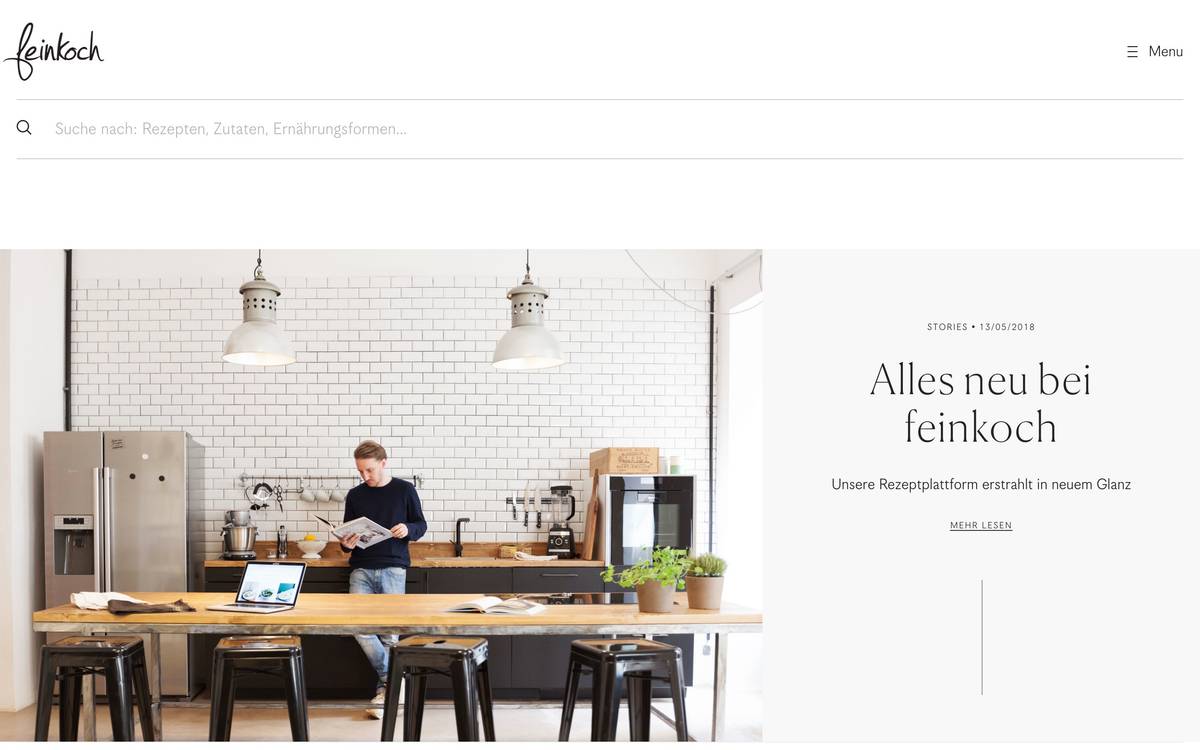 feinkoch
Menu
Suche nach: Rezepten, Zutaten, Ernährungsformen...
STORIES • 13/05/2018
Alles neu bei
feinkoch
Unsere Rezeptplattform erstrahlt in neuem Glanz
MEHR LESEN